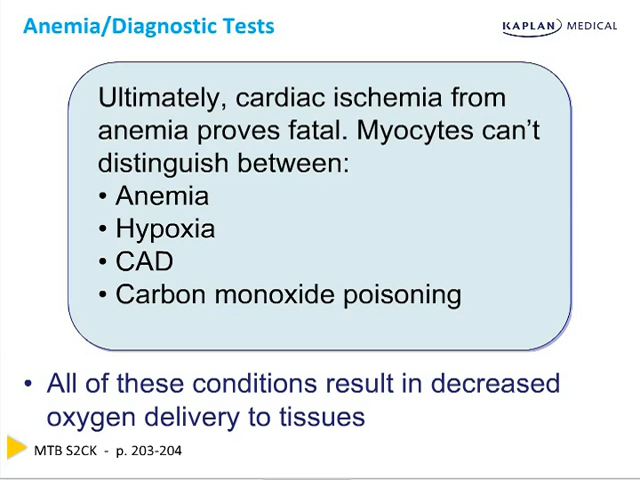 Anemia/Diagnostic Tests
KAPLAN MEDICAL
Ultimately, cardiac ischemia from
anemia proves fatal. Myocytes can't
distinguish between:
• Anemia
• Hypoxia
• CAD
• Carbon monoxide poisoning
• All of these conditions result in decreased
oxygen delivery to tissues
MTB S2CK - p. 203-204